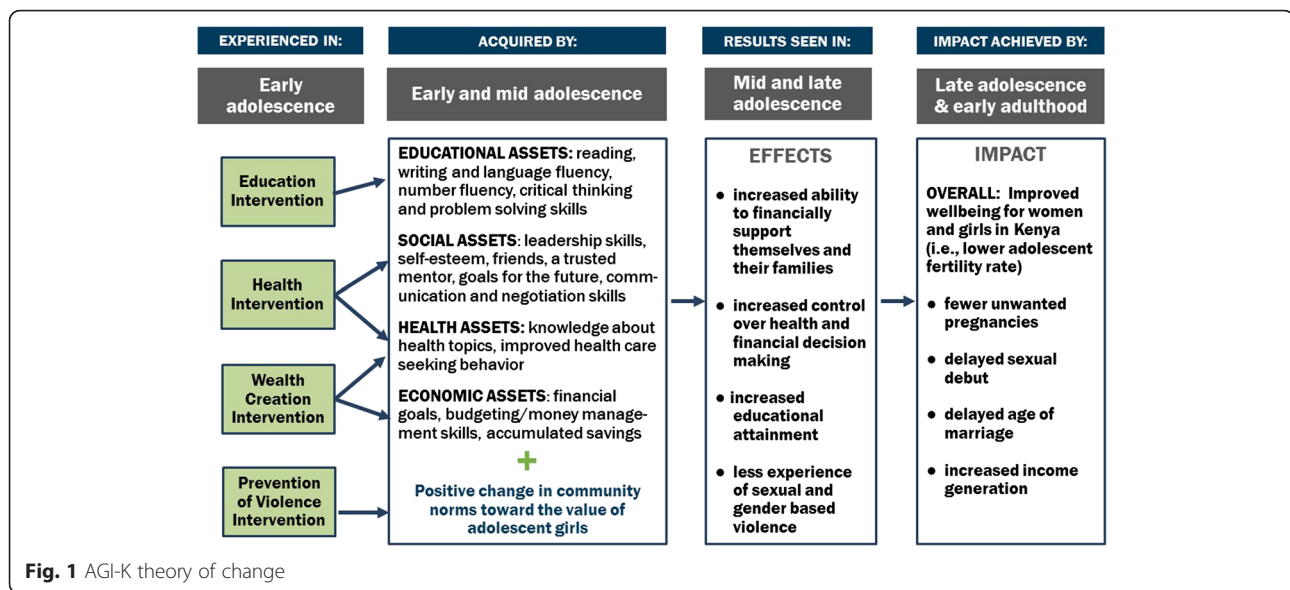 EXPERIENCED IN:
ACQUIRED BY:
RESULTS SEEN IN:
IMPACT ACHIEVED BY:
Early
adolescence
Early and mid adolescence
Mid and late
adolescence
Late adolescence
& early adulthood
Education
Intervention
Health
Intervention
Wealth
Creation
Intervention
Prevention
of Violence
Intervention
EDUCATIONAL ASSETS: reading,
writing and language fluency,
number fluency, critical thinking
and problem solving skills
SOCIAL ASSETS: leadership skills,
self-esteem, friends, a trusted
mentor, goals for the future, comm-
unication and negotiation skills
HEALTH ASSETS: knowledge about
health topics, improved health care
seeking behavior
ECONOMIC ASSETS: financial
goals, budgeting/money manage-
ment skills, accumulated savings
+
Positive change in community
norms toward the value of
adolescent girls
EFFECTS
• increased ability
to financially
support
themselves and
their families
• increased control
over health and
financial decision
making
• increased
educational
attainment
• less experience
of sexual and
gender based
violence
IMPACT
OVERALL: Improved
wellbeing for women
and girls in Kenya
(i.e., lower adolescent
fertility rate)
• fewer unwanted
pregnancies
• delayed sexual
debut
• delayed age of
marriage
• increased income
generation
Fig. 1 AGI-K theory of change